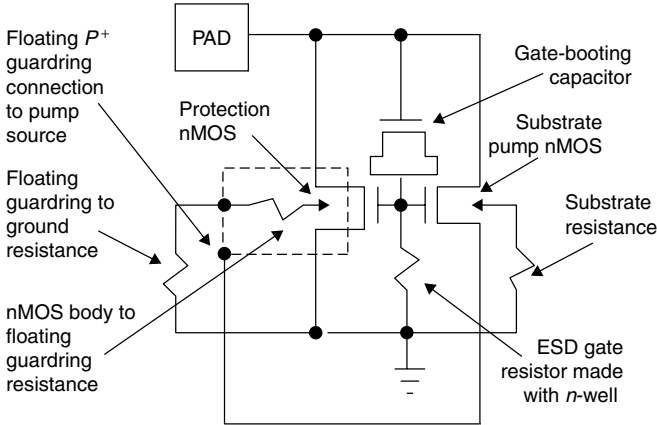 Floating P+
guardring
connection
to pump
source
PAD
Gate-booting
capacitor
Protection
nMOS
Substrate
pump nMOS
Floating
guardring to
ground
resistance
Substrate
resistance
nMOS body to
floating
guardring
resistance
ESD gate
resistor made
with n-well